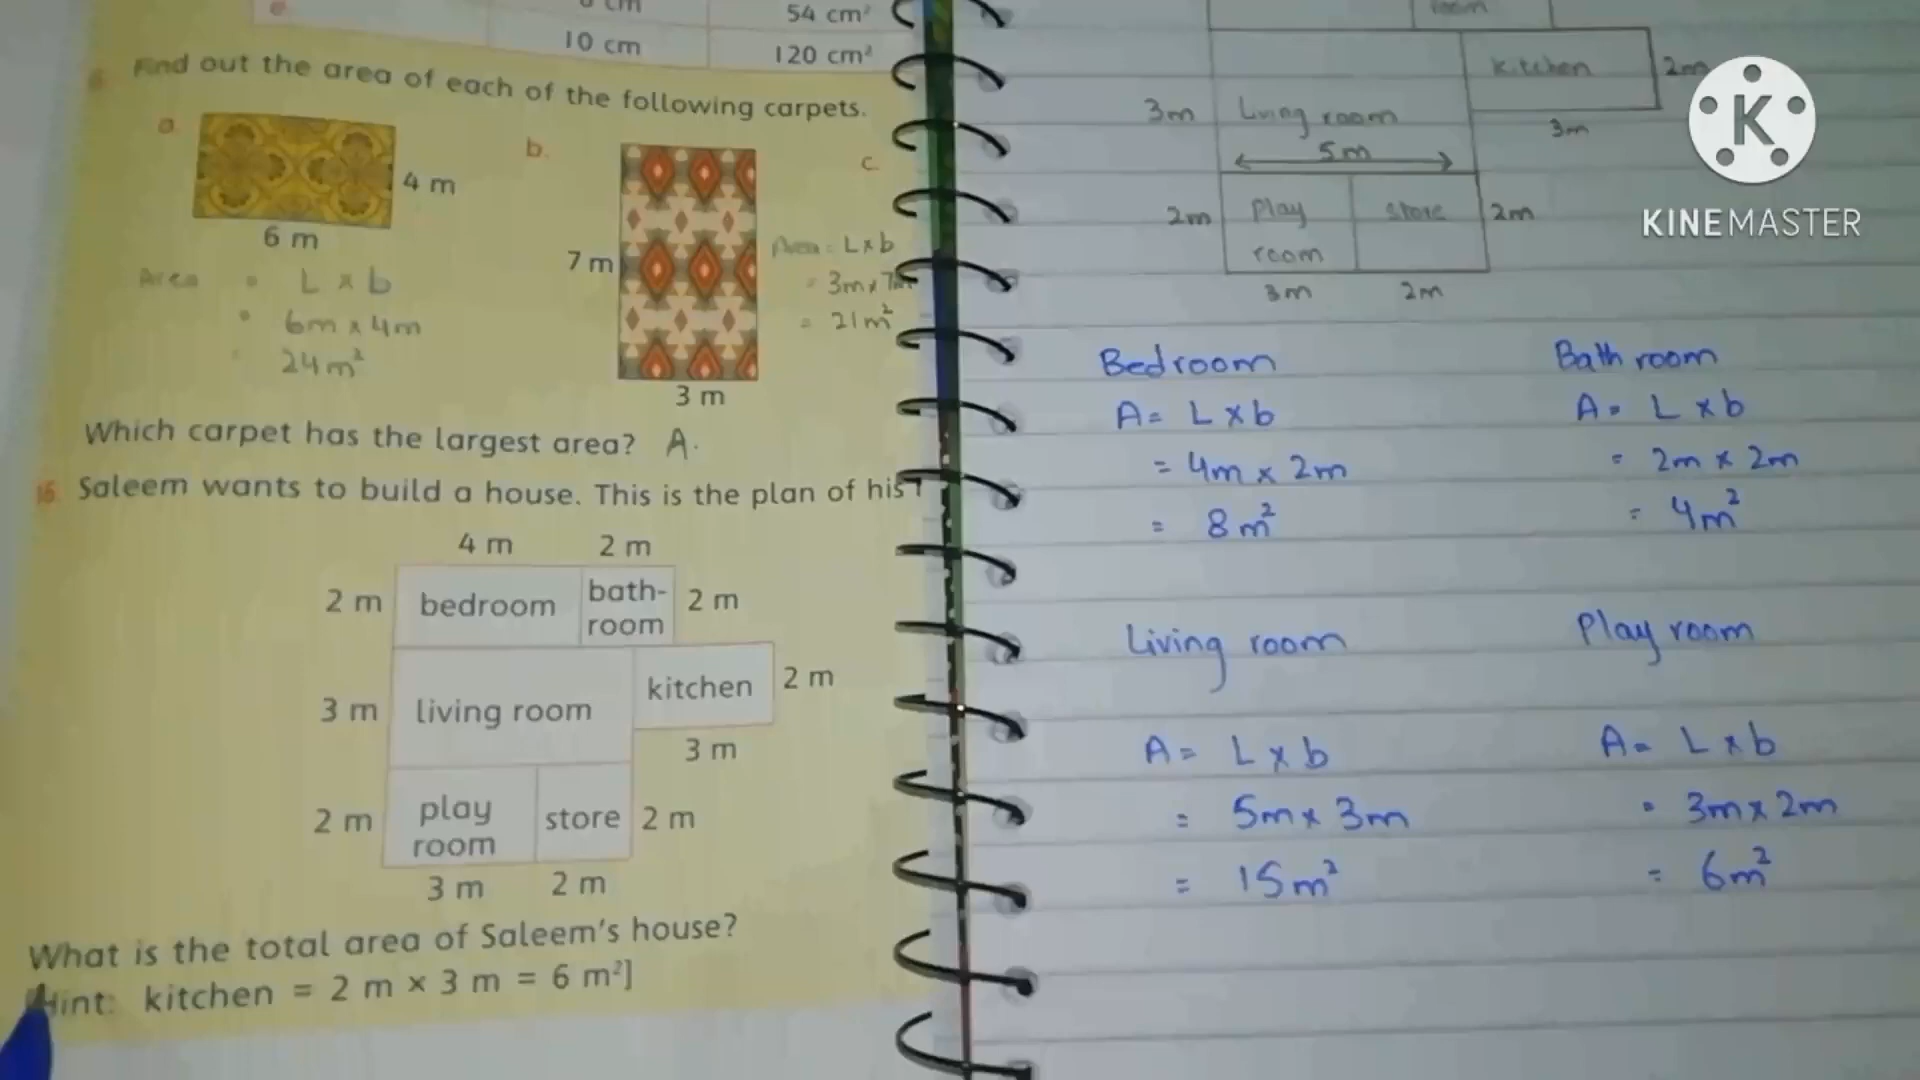 54 cm²
10 cm
120 cm²
Find out the area of each of the following carpets.
a.
4 m
6 m
Area = L x b
= 6m x 4m
= 24m²
b.
7 m
3 m
c.
Area = L x b
= 3m x 7m
= 21m²
Which carpet has the largest area? A.
Saleem wants to build a house. This is the plan of his
4 m
2 m
2 m
bedroom
bath-
room
2 m
3 m
living room
kitchen
2 m
3 m
2 m
play
room
store
2 m
3 m
2 m
What is the total area of Saleem's house?
Hint: kitchen = 2 m × 3 m = 6 m²]
room
kitchen
2m
3m
Living room
5m
3m
2m
Play
room
store
2m
3m
2m
Bedroom
A = L x b
= 4m x 2m
= 8m²
Bath room
A = L x b
= 2m x 2m
= 4m²
Living room
A = L x b
= 5m x 3m
= 15m²
Play room
A = L x b
= 3m x 2m
= 6m²
K
KINEMASTER